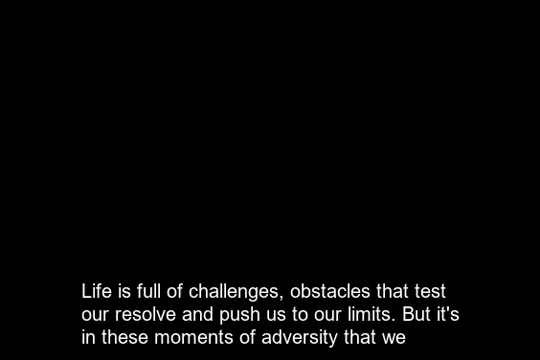 Life is full of challenges, obstacles that test
our resolve and push us to our limits. But it's
in these moments of adversity that we